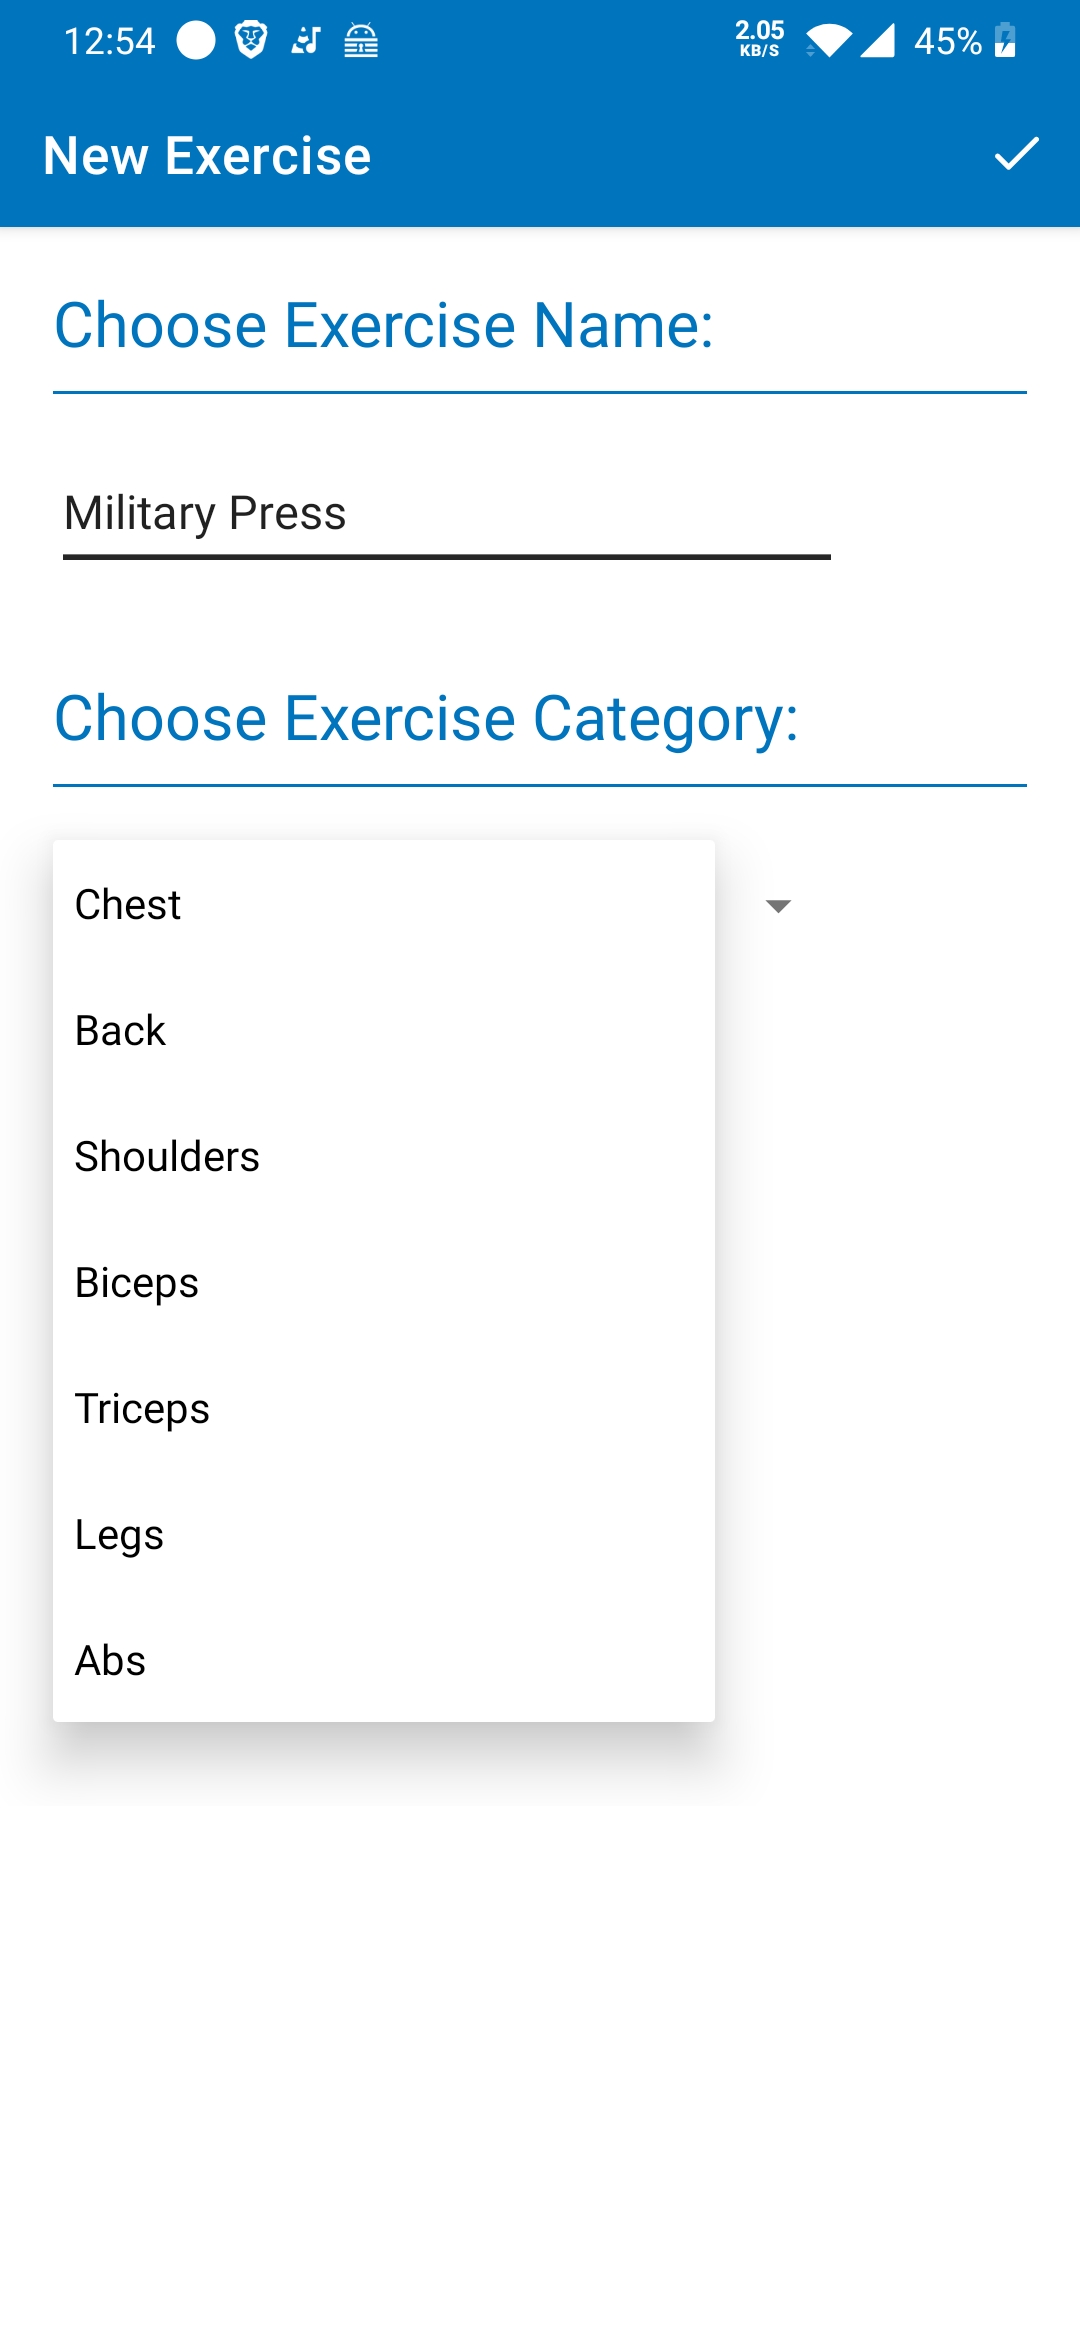 12:54
2.05
KB/S
45%
New Exercise
Choose Exercise Name:
Military Press
Choose Exercise Category:
Chest
Back
Shoulders
Biceps
Triceps
Legs
Abs